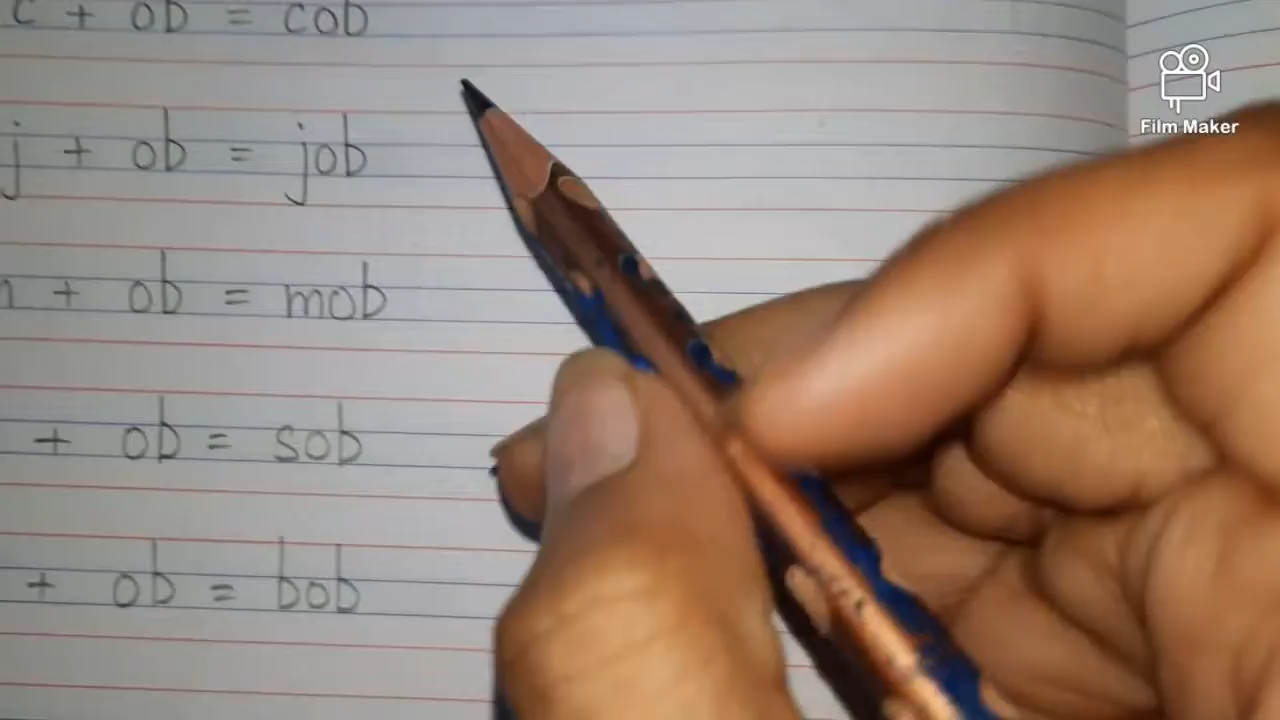 c + ob = cob
j + ob = job
+ ob = mob
+ ob = sob
+ ob = bob
Film Maker